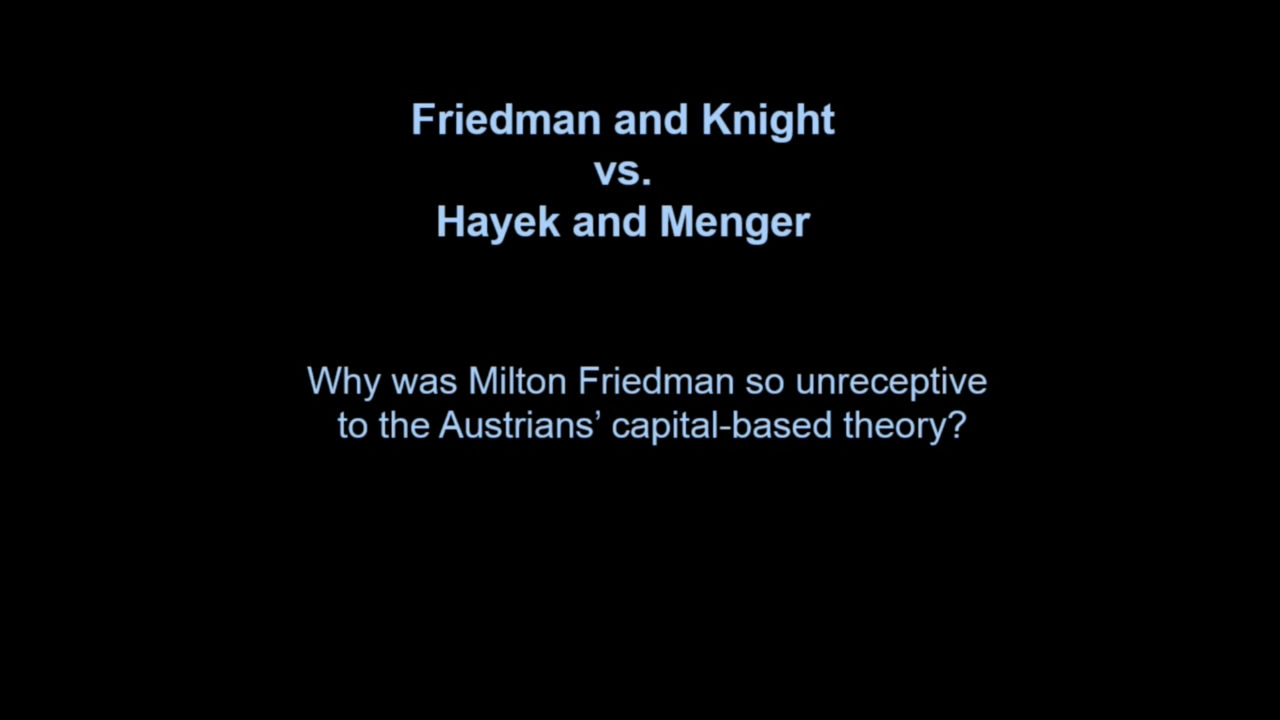 Friedman and Knight
vs.
Hayek and Menger
Why was Milton Friedman so unreceptive
to the Austrians’ capital-based theory?